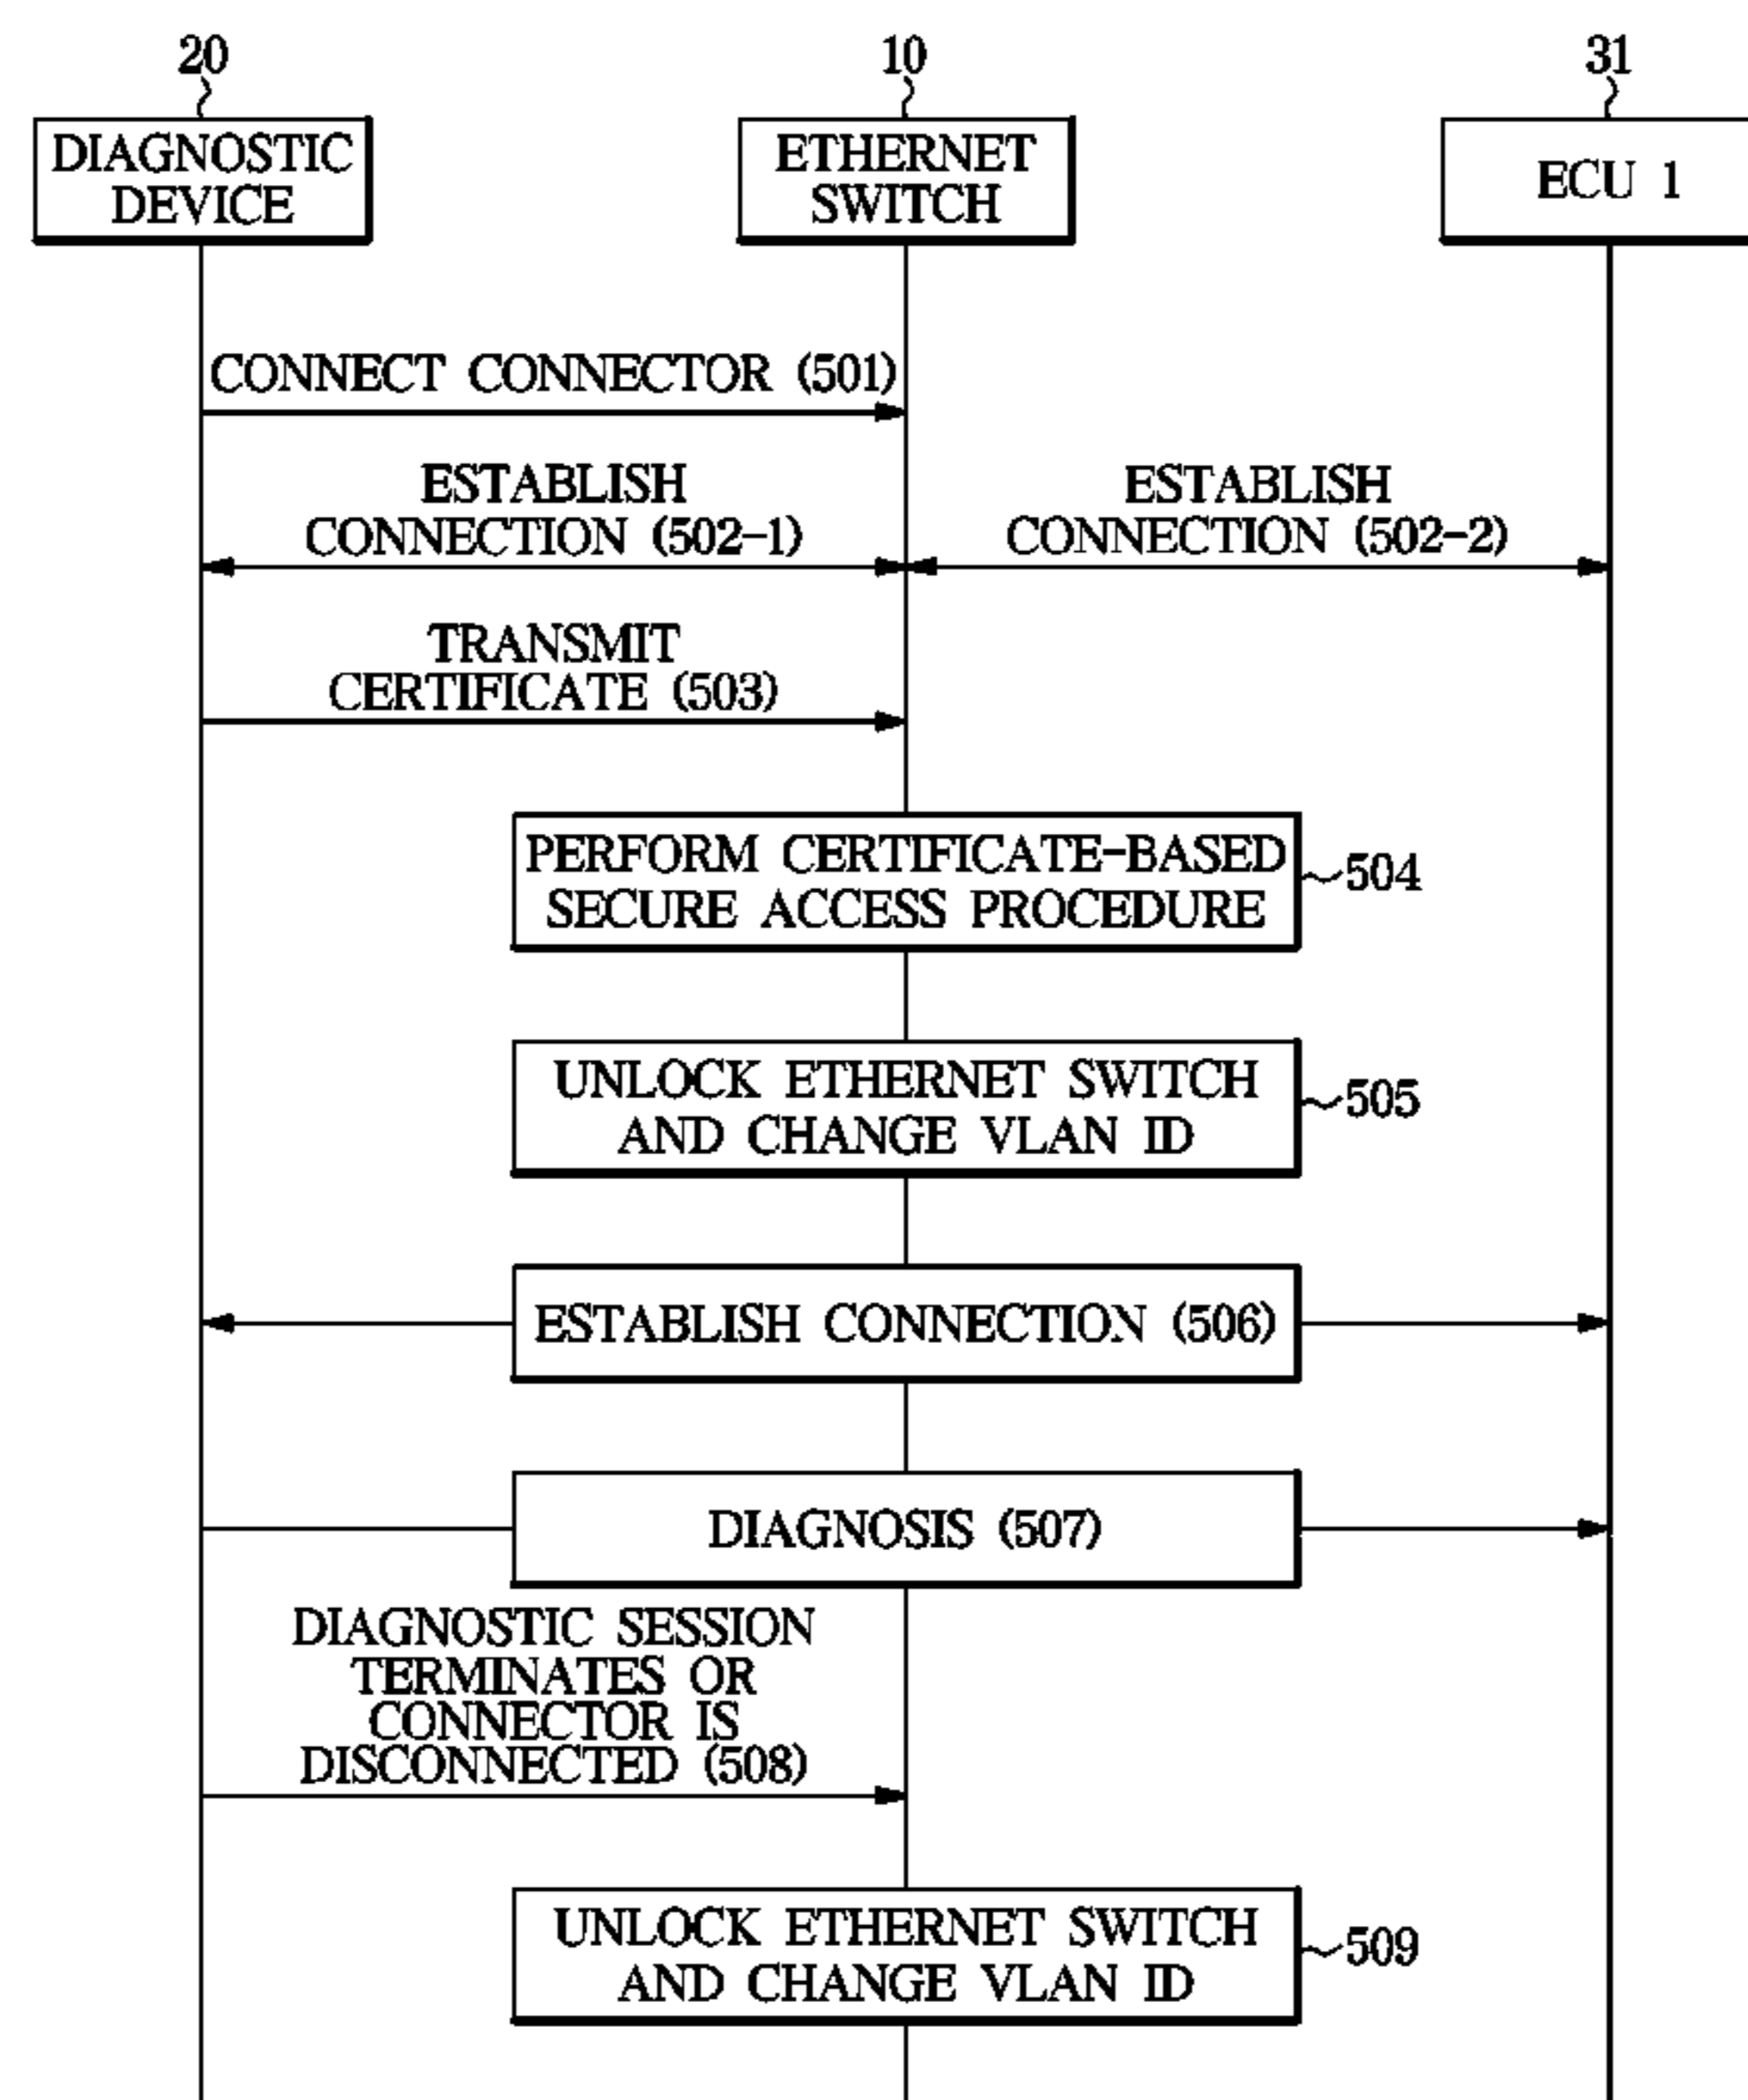 20
10
31
DIAGNOSTIC
DEVICE
ETHERNET
SWITCH
ECU 1
CONNECT CONNECTOR (501)
ESTABLISH
CONNECTION (502-1)
ESTABLISH
CONNECTION (502-2)
TRANSMIT
CERTIFICATE (503)
PERFORM CERTIFICATE-BASED
SECURE ACCESS PROCEDURE
504
UNLOCK ETHERNET SWITCH
AND CHANGE VLAN ID
505
ESTABLISH CONNECTION (506)
DIAGNOSIS (507)
DIAGNOSTIC SESSION
TERMINATES OR
CONNECTOR IS
DISCONNECTED (508)
UNLOCK ETHERNET SWITCH
AND CHANGE VLAN ID
509